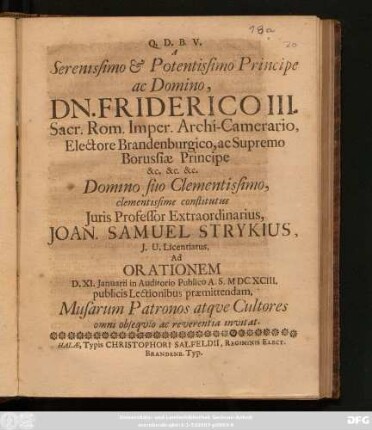 Q. D. B. V.
A
Serenissimo & Potentissimo Principe
ac Domino,
DN. FRIDERICO III.
Sacr. Rom. Imper. Archi-Camerario,
Electore Brandenburgico, ac Supremo
Borussiæ Principe
&c. &c. &c.
Domino suo Clementissimo,
clementissime constitutus
Juris Professor Extraordinarius,
JOAN. SAMUEL STRYKIUS,
J. U. Licentiatus,
Ad
ORATIONEM
D. XI. Januarii in Auditorio Publico A. S. MDCXCIII.
publicis Lectionibus præmittendam,
Musarum Patronos atqve Cultores
omni obseqvio ac reverentia invitat.
HALÆ, Typis CHRISTOPHORI SALFELDII, REGIMINIS ELECT.
BRANDENB. Typ.